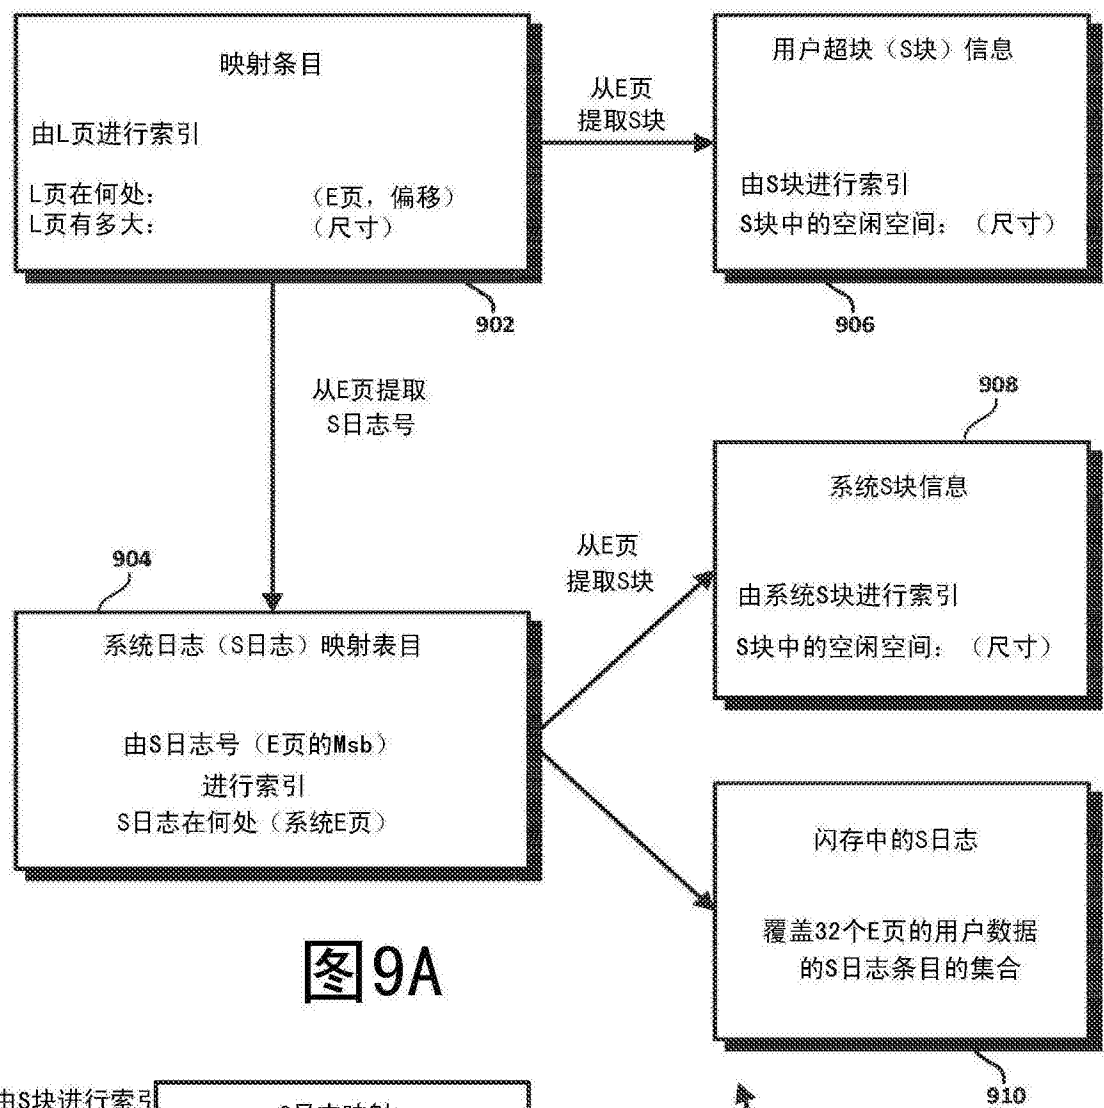 映射条目
由L页进行索引
L页在何处： （E页，偏移）
L页有多大： （尺寸）
902
从E页
提取S块
用户超块（S块）信息
由S块进行索引
S块中的空闲空间：（尺寸）
906
从E页提取
S日志号
904
系统日志（S日志）映射表目
由S日志号（E页的Msb）
进行索引
S日志在何处（系统E页）
从E页
提取S块
908
系统S块信息
由系统S块进行索引
S块中的空闲空间：（尺寸）
闪存中的S日志
覆盖32个E页的用户数据
的S日志条目的集合
910
图9A
由S块进行索引